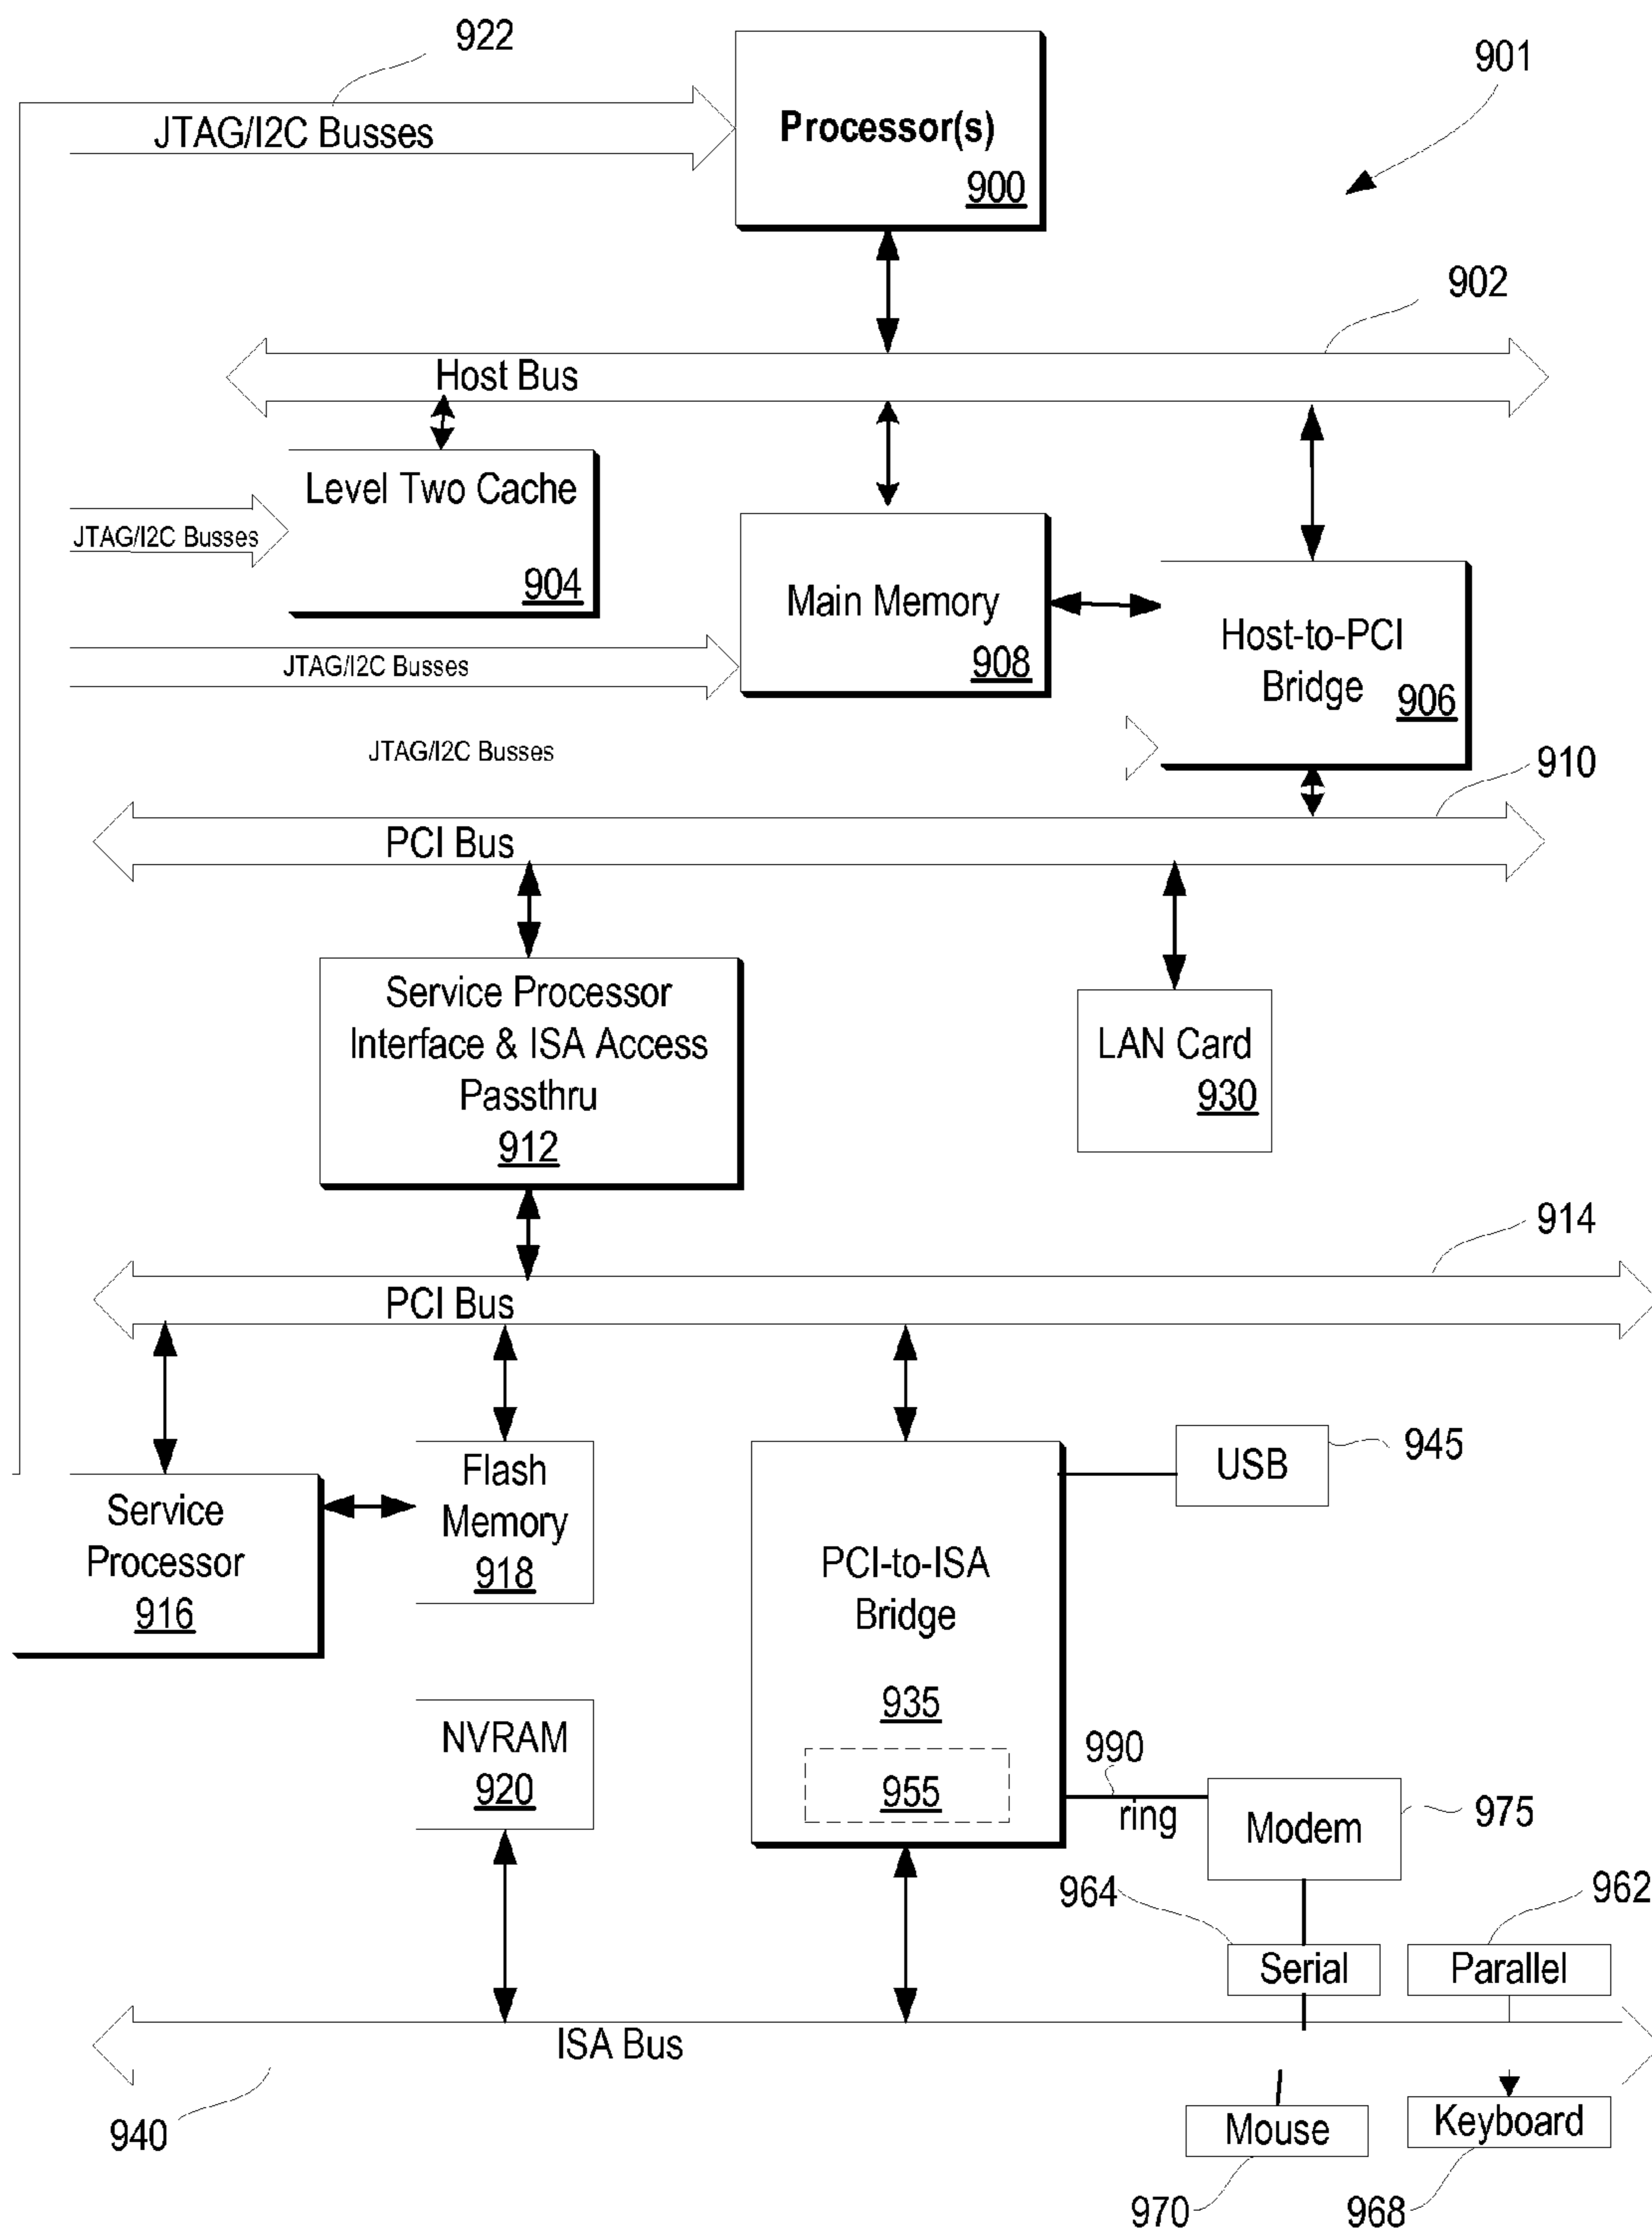 922
901
JTAG/I2C Busses
Processor(s)
900
902
Host Bus
Level Two Cache
JTAG/I2C Busses
904
Main Memory
908
Host-to-PCI
Bridge
906
JTAG/I2C Busses
JTAG/I2C Busses
910
PCI Bus
Service Processor
Interface & ISA Access
Passthru
912
LAN Card
930
914
PCI Bus
Service
Processor
916
Flash
Memory
918
USB
945
PCI-to-ISA
Bridge
935
955
NVRAM
920
990
ring
Modem
975
964
962
Serial
Parallel
ISA Bus
940
Mouse
Keyboard
970
968